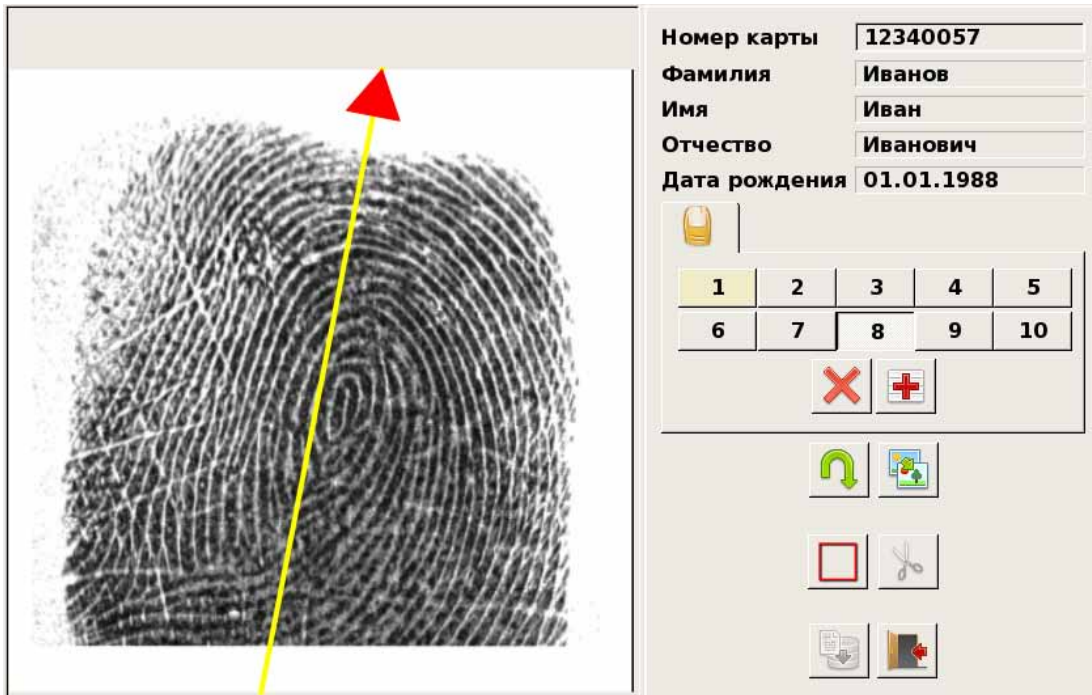 Номер карты 12340057
Фамилия Иванов
Имя Иван
Отчество Иванович
Дата рождения 01.01.1988
1 2 3 4 5
6 7 8 9 10